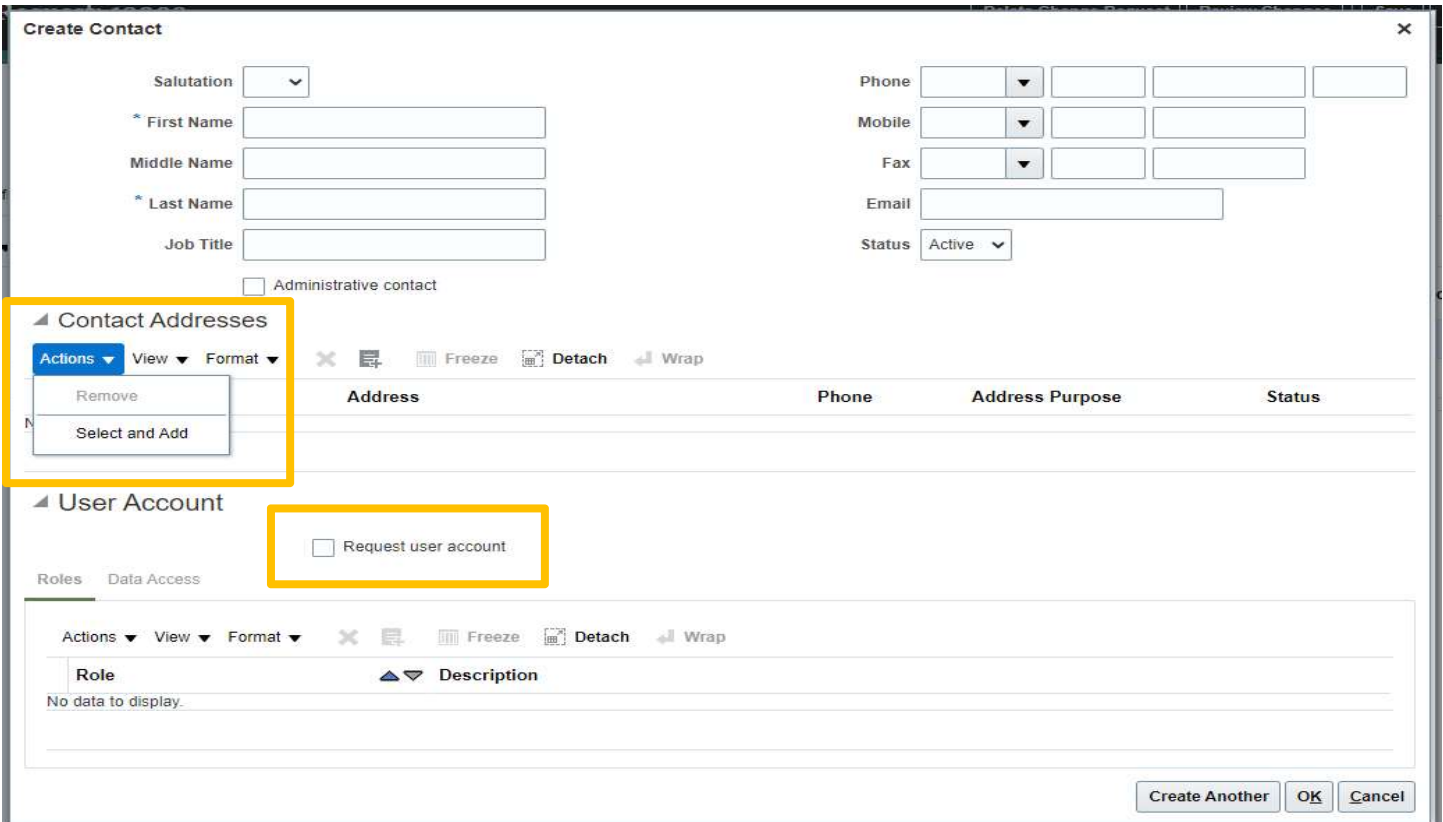 Create Contact
Salutation
* First Name
Middle Name
* Last Name
Job Title
Administrative contact
Phone
Mobile
Fax
Email
Status Active
Contact Addresses
Actions View Format Freeze Detach Wrap
Remove
Select and Add
Address Phone Address Purpose Status
User Account
Request user account
Roles Data Access
Actions View Format Freeze Detach Wrap
Role Description
No data to display.
Create Another OK Cancel